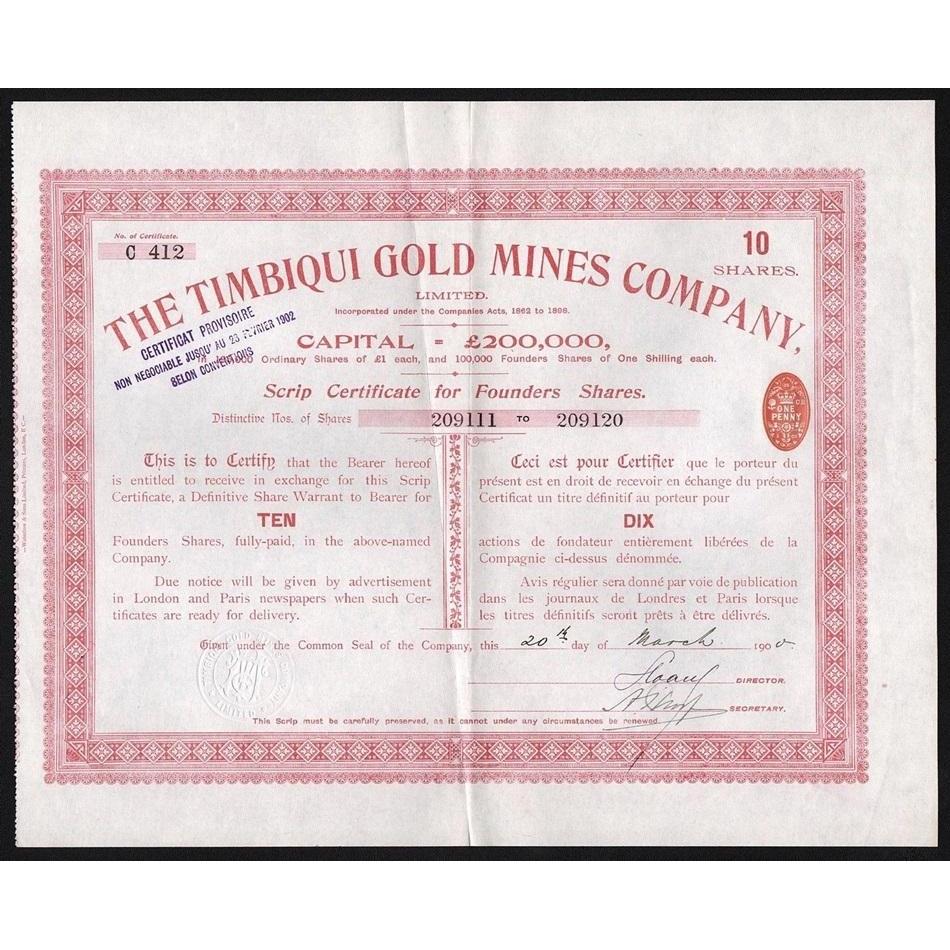 No. of Certificate.
C 412
10
SHARES.
THE TIMBIQUI GOLD MINES COMPANY,
LIMITED.
Incorporated under the Companies Acts, 1862 to 1898.
CERTIFICAT PROVISOIRE
NON NEGOCIABLE JUSQU'AU 23 FEVRIER 1902
SELON CONVENTIONS
CAPITAL = £200,000,
In Ordinary Shares of £1 each, and 100,000 Founders Shares of One Shilling each.
Scrip Certificate for Founders Shares.
Distinctive Nos. of Shares 209111 TO 209120
ONE
PENNY
This is to Certify that the Bearer hereof
is entitled to receive in exchange for this Scrip
Certificate, a Definitive Share Warrant to Bearer for
TEN
Founders Shares, fully-paid, in the above-named
Company.
Due notice will be given by advertisement
in London and Paris newspapers when such Cer-
tificates are ready for delivery.
Ceci est pour Certifier que le porteur du
présent est en droit de recevoir en échange du présent
Certificat un titre définitif au porteur pour
DIX
actions de fondateur entièrement libérées de la
Compagnie ci-dessus dénommée.
Avis régulier sera donné par voie de publication
dans les journaux de Londres et Paris lorsque
les titres définitifs seront prêts à être délivrés.
Given under the Common Seal of the Company, this 20th day of March 1900
DIRECTOR.
SECRETARY.
This Scrip must be carefully preserved, as it cannot under any circumstances be renewed.
LIMITED